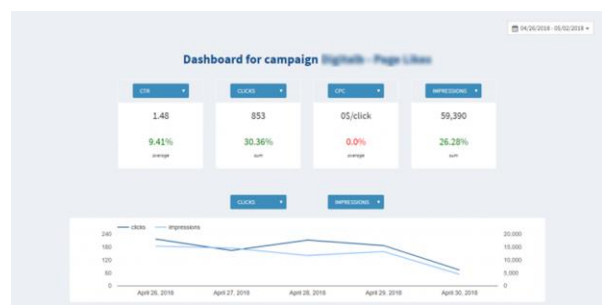 04/26/2018 - 05/02/2018
Dashboard for campaign
CTR CLICKS CPC IMPRESSIONS
1.48 853 0$/click 59,390
9.41% 30.36% 0.0% 26.28%
average sum average sum
CLICKS IMPRESSIONS
clicks impressions
240 20,000
180 15,000
120 10,000
60 5,000
0 0
April 26, 2018 April 27, 2018 April 28, 2018 April 29, 2018 April 30, 2018